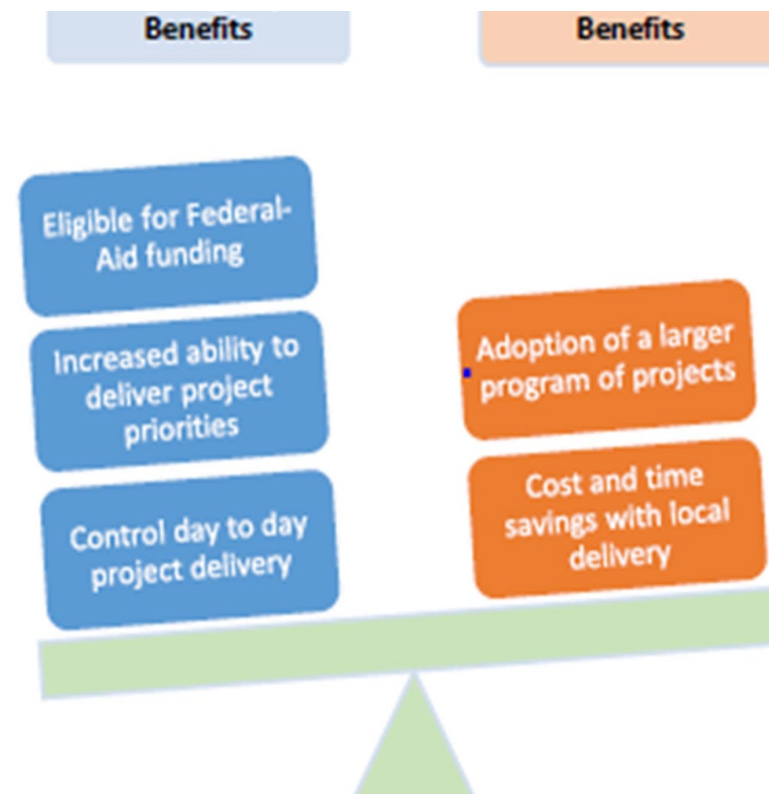 Benefits
Eligible for Federal-
Aid funding
Increased ability to
deliver project
priorities
Control day to day
project delivery
Benefits
Adoption of a larger
program of projects
Cost and time
savings with local
delivery